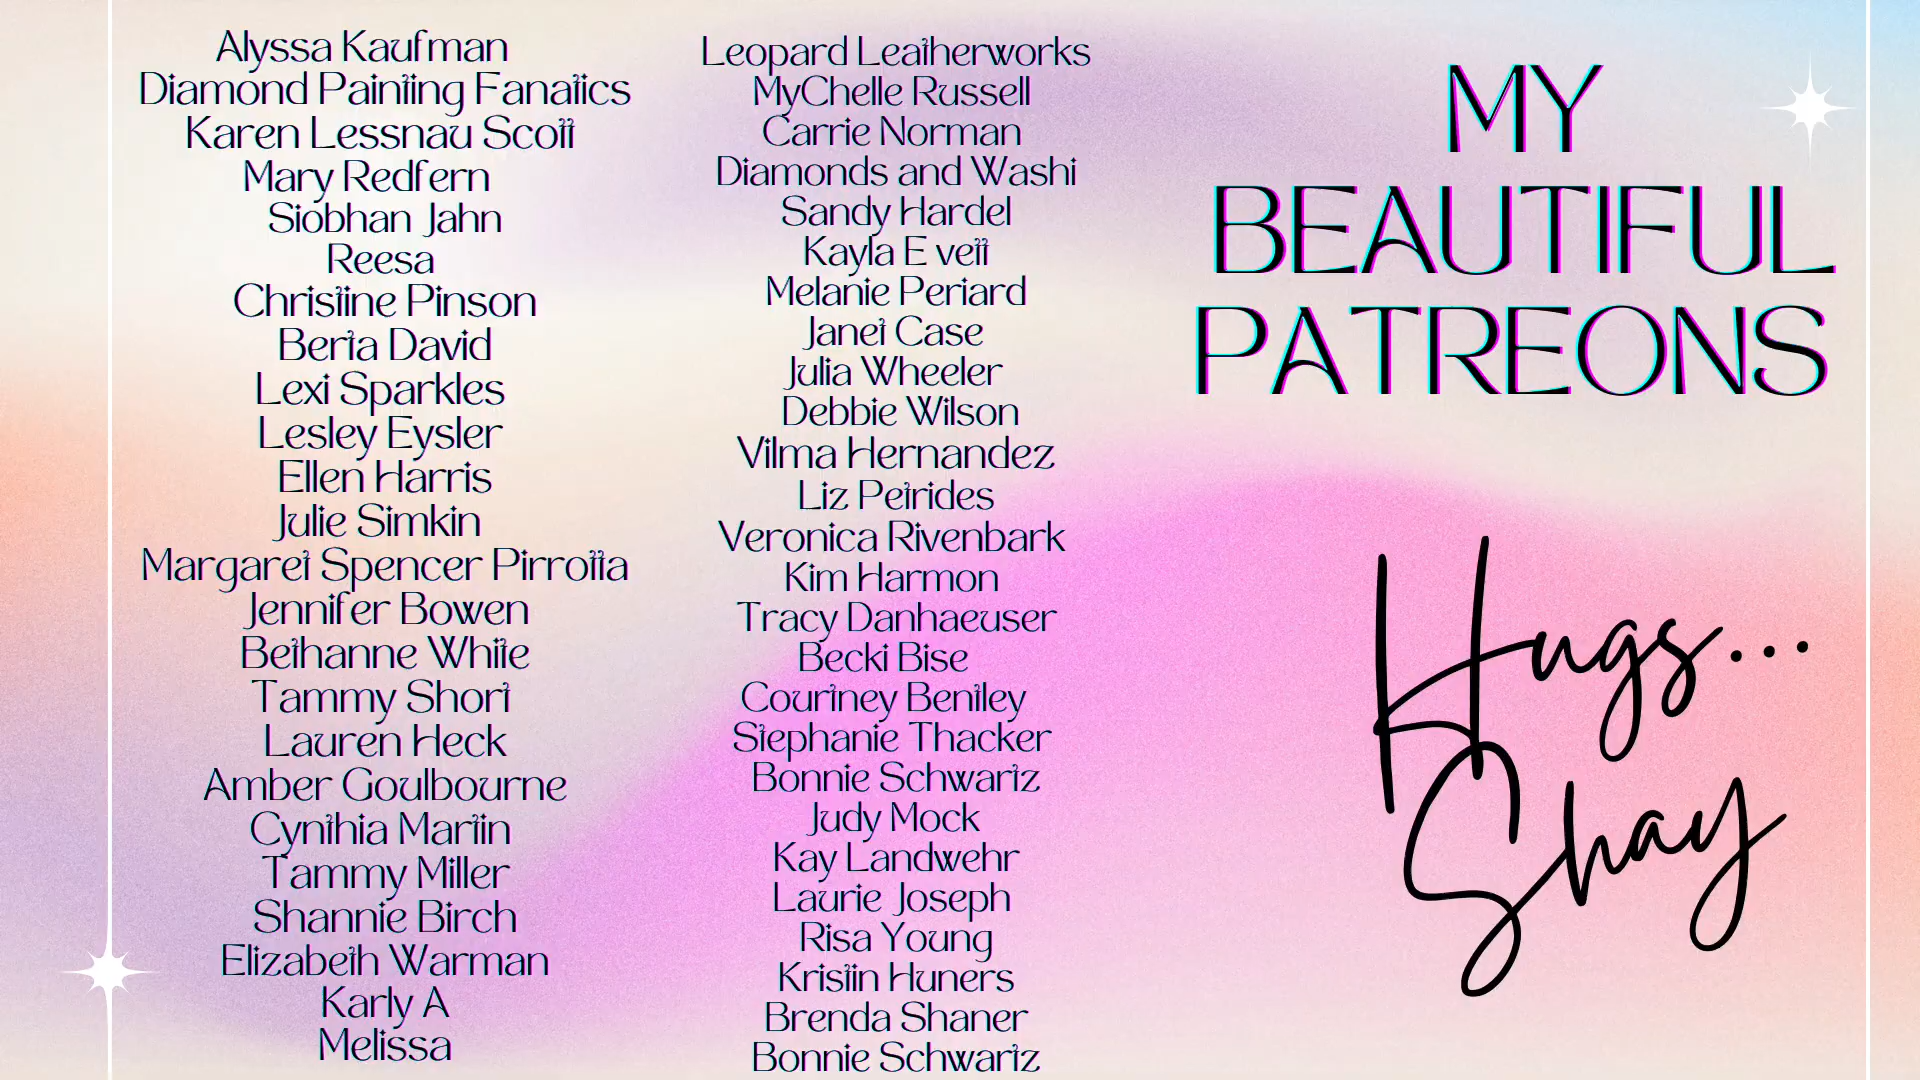 Alyssa Kaufman
Diamond Painting Fanatics
Karen Lessnau Scott
Mary Redfern
Siobhan Jahn
Reesa
Christine Pinson
Berta David
Lexi Sparkles
Lesley Eysler
Ellen Harris
Julie Simkin
Margaret Spencer Pirrotta
Jennifer Bowen
Bethanne White
Tammy Short
Lauren Heck
Amber Goulbourne
Cynthia Martin
Tammy Miller
Shannie Birch
Elizabeth Warman
Karly A
Melissa
Leopard Leatherworks
MyChelle Russell
Carrie Norman
Diamonds and Washi
Sandy Hardel
Kayla E vett
Melanie Periard
Janet Case
Julia Wheeler
Debbie Wilson
Vilma Hernandez
Liz Petrides
Veronica Rivenbark
Kim Harmon
Tracy Danhaeuser
Becki Bise
Courtney Bentley
Stephanie Thacker
Bonnie Schwartz
Judy Mock
Kay Landwehr
Laurie Joseph
Risa Young
Kristin Huners
Brenda Shaner
Bonnie Schwartz
MY
BEAUTIFUL
PATREONS
Hugs...
Shay